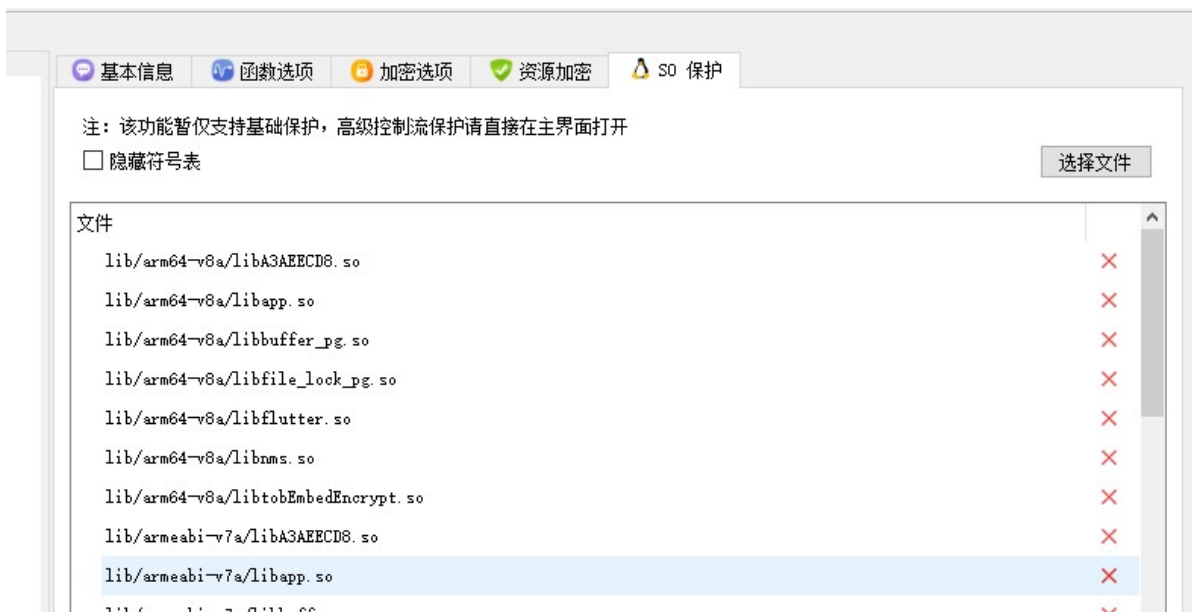 基本信息 函数选项 加密选项 资源加密 SO 保护
注：该功能暂仅支持基础保护，高级控制流保护请直接在主界面打开
隐藏符号表 选择文件
文件
lib/arm64-v8a/libA3AEECD8.so
lib/arm64-v8a/libapp.so
lib/arm64-v8a/libbuffer_pg.so
lib/arm64-v8a/libfile_lock_pg.so
lib/arm64-v8a/libflutter.so
lib/arm64-v8a/libnms.so
lib/arm64-v8a/libtobEmbedEncrypt.so
lib/armeabi-v7a/libA3AEECD8.so
lib/armeabi-v7a/libapp.so